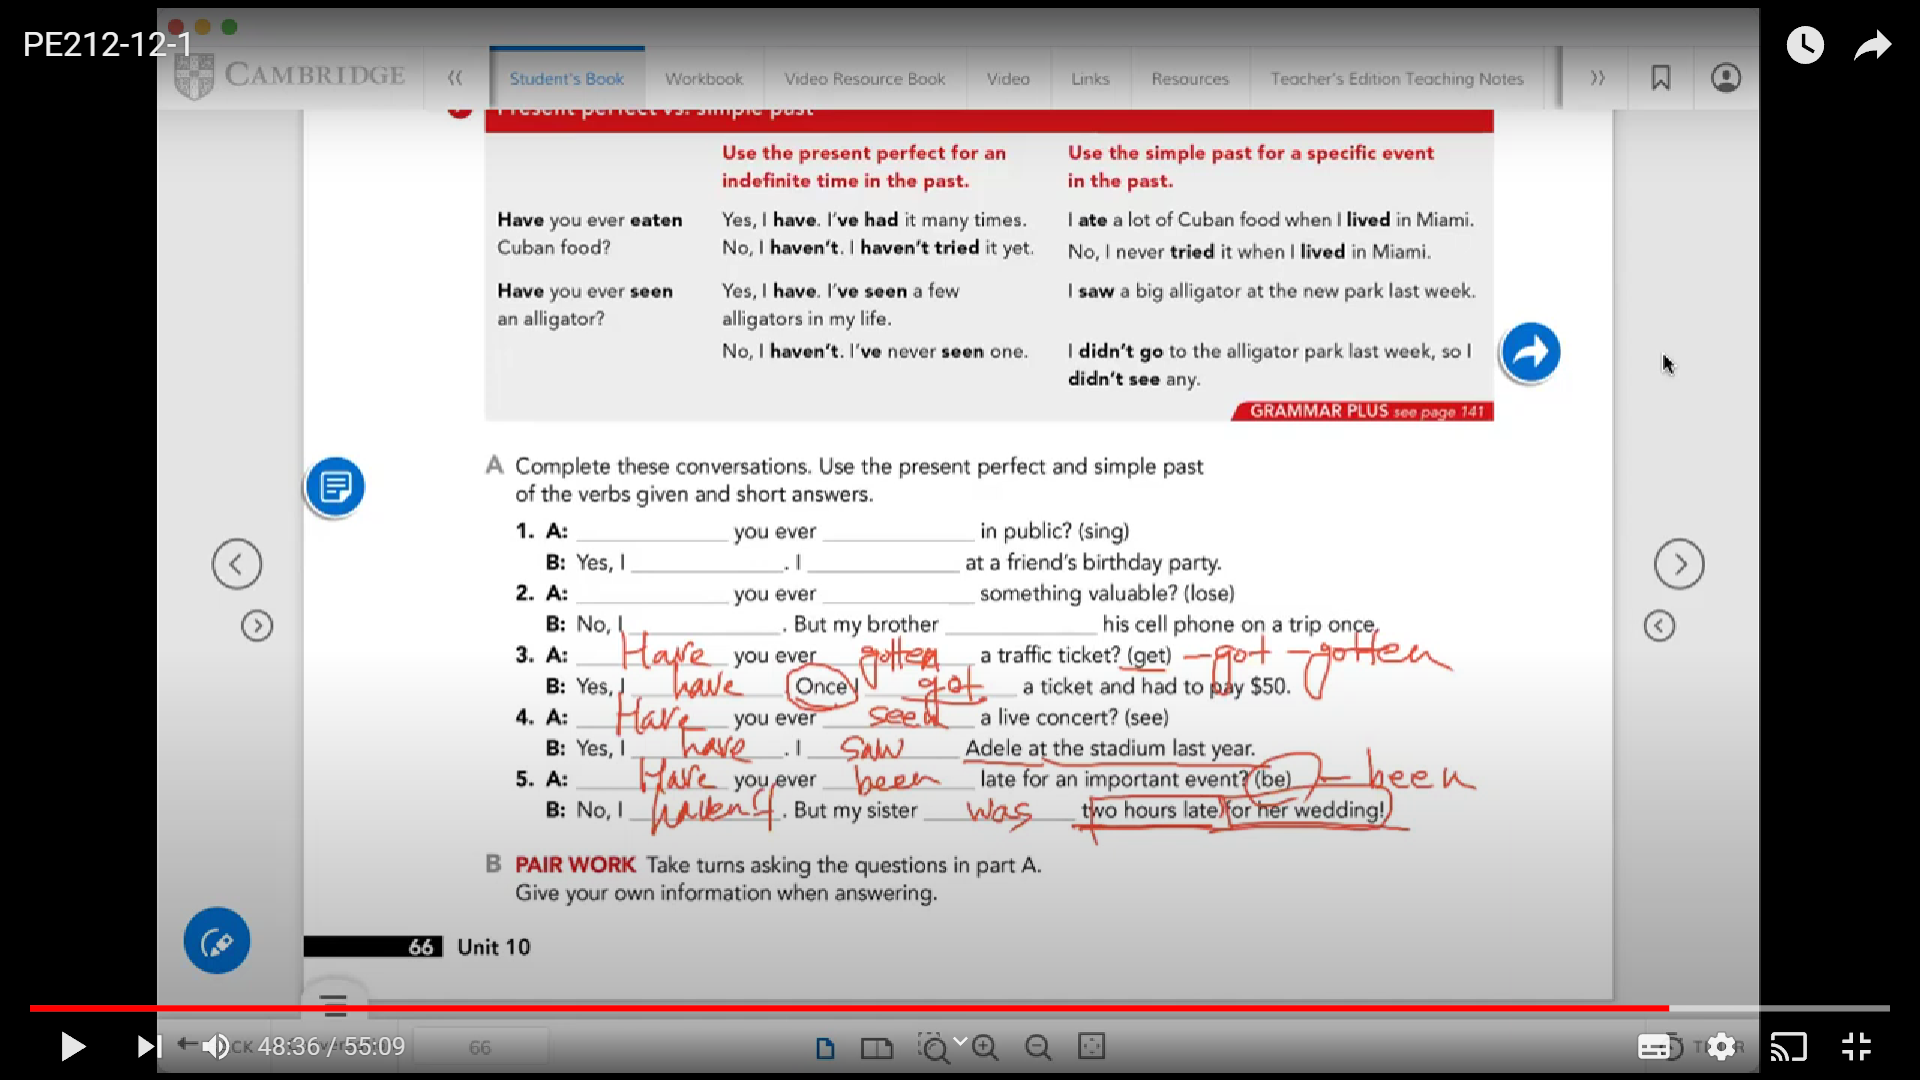 PE212-12-1
CAMBRIDGE
Student's Book Workbook Video Resource Book Video Links Resources Teacher's Edition Teaching Notes
Present perfect vs. simple past
Use the present perfect for an Use the simple past for a specific event
indefinite time in the past. in the past.
Have you ever eaten Yes, I have. I've had it many times. I ate a lot of Cuban food when I lived in Miami.
Cuban food? No, I haven't. I haven't tried it yet. No, I never tried it when I lived in Miami.
Have you ever seen Yes, I have. I've seen a few I saw a big alligator at the new park last week.
an alligator? alligators in my life.
No, I haven't. I've never seen one. I didn't go to the alligator park last week, so I
didn't see any.
GRAMMAR PLUS see page 141
A Complete these conversations. Use the present perfect and simple past
of the verbs given and short answers.
1. A: ____________ you ever ____________ in public? (sing)
B: Yes, I ____________. I ____________ at a friend's birthday party.
2. A: ____________ you ever ____________ something valuable? (lose)
B: No, I ____________. But my brother ____________ his cell phone on a trip once.
3. A: Have you ever gotten a traffic ticket? (get) – got – gotten
B: Yes, I have Once I got a ticket and had to pay $50.
4. A: Have you ever seen a live concert? (see)
B: Yes, I have. I saw Adele at the stadium last year.
5. A: Have you ever been late for an important event? (be) – been
B: No, I haven't. But my sister was two hours late for her wedding!
B PAIR WORK Take turns asking the questions in part A.
Give your own information when answering.
66 Unit 10
48:36 / 55:09 66